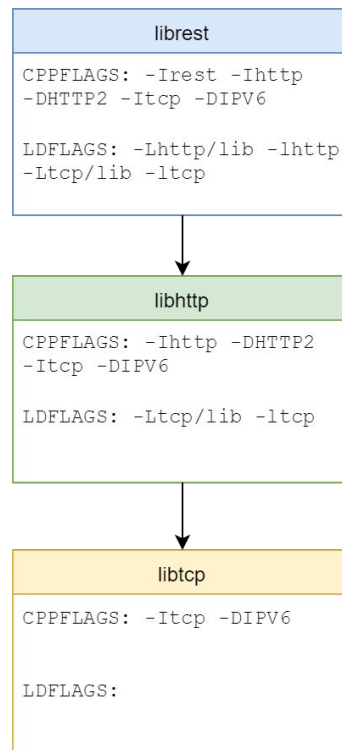 librest
CPPFLAGS: -Irest -Ihttp
-DHTTP2 -Itcp -DIPV6
LDFLAGS: -Lhttp/lib -lhttp
-Ltcp/lib -ltcp
libhttp
CPPFLAGS: -Ihttp -DHTTP2
-Itcp -DIPV6
LDFLAGS: -Ltcp/lib -ltcp
libtcp
CPPFLAGS: -Itcp -DIPV6
LDFLAGS: